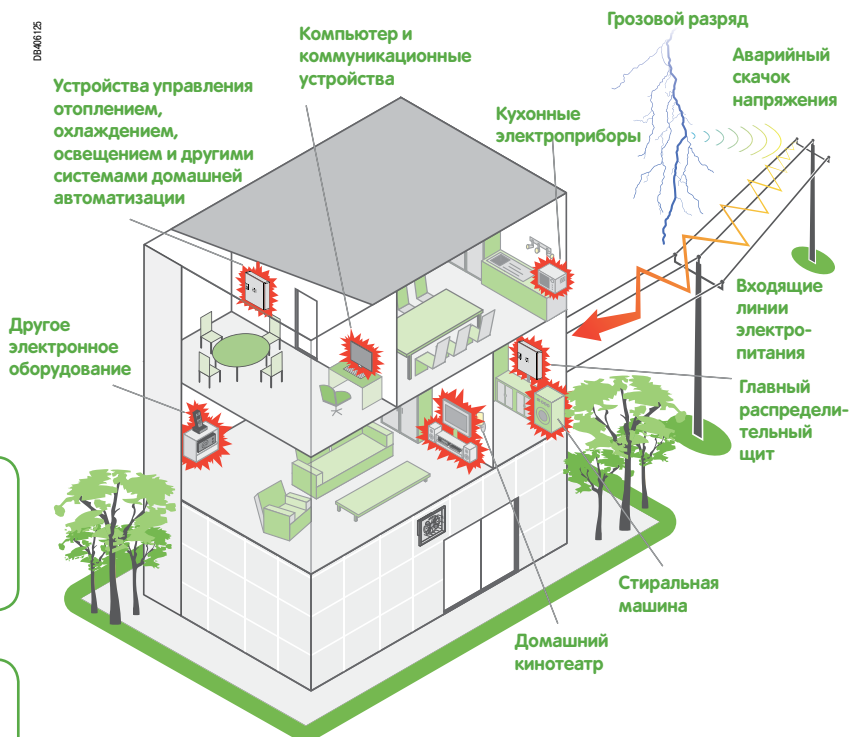 DB406125
Грозовой разряд
Компьютер и
коммуникационные
устройства
Аварийный
скачок
напряжения
Устройства управления
отоплением,
охлаждением,
освещением и другими
системами домашней
автоматизации
Кухонные
электроприборы
Входящие
линии
электро-
питания
Другое
электронное
оборудование
Главный
распредели-
тельный
щит
Стиральная
машина
Домашний
кинотеатр